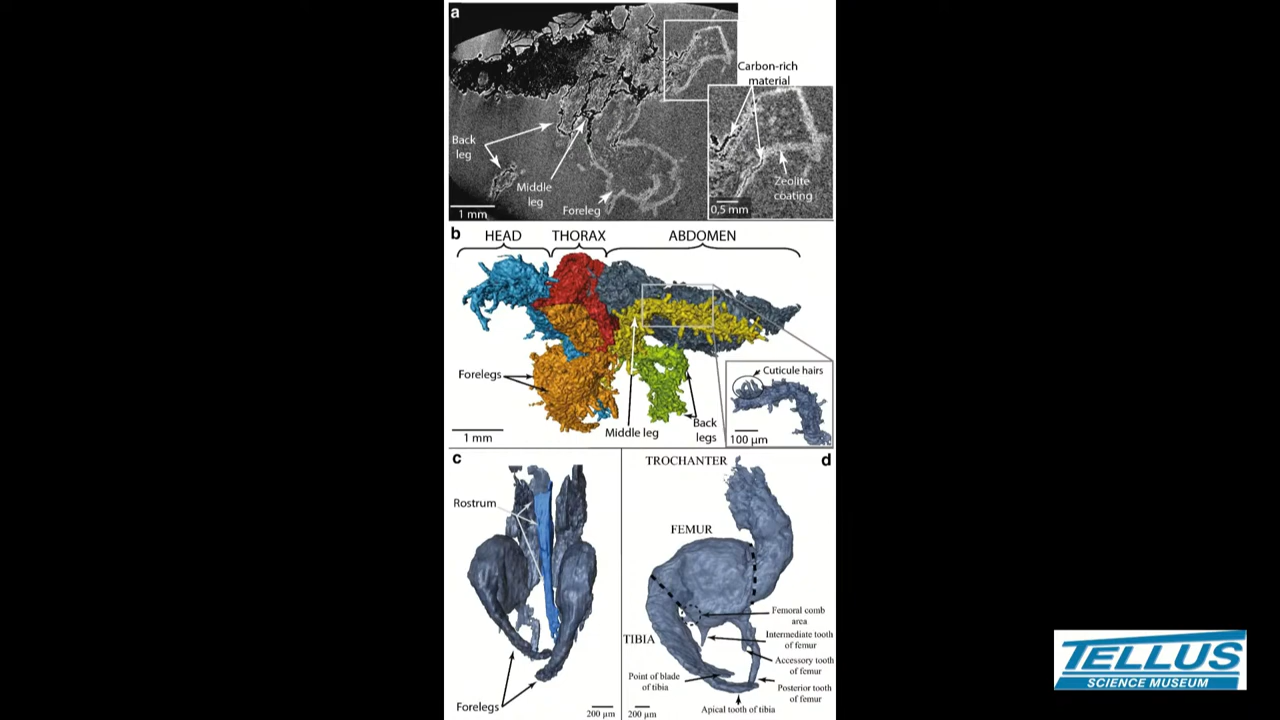 a
Carbon-rich
material
Back
leg
Middle
leg
Foreleg
Zeolite
coating
1 mm
0,5 mm
b
HEAD
THORAX
ABDOMEN
Forelegs
Cuticule hairs
Middle leg
Back
legs
1 mm
100 µm
c
Rostrum
Forelegs
200 µm
d
TROCHANTER
FEMUR
Femoral comb
area
TIBIA
Intermediate tooth
of femur
Accessory tooth
of femur
Point of blade
of tibia
Posterior tooth
of femur
Apical tooth of tibia
200 µm
TELLUS
SCIENCE MUSEUM